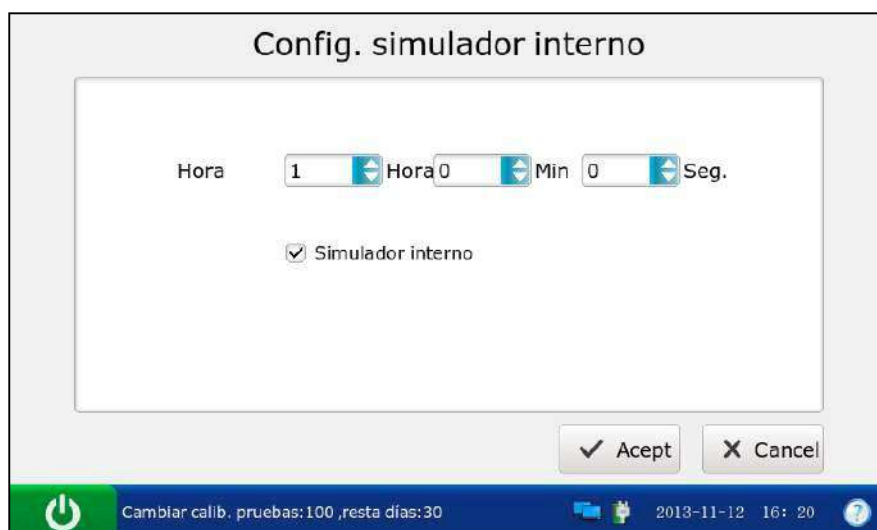 Config. simulador interno
Hora 1 Hora 0 Min 0 Seg.
Simulador interno
Acept Cancel
Cambiar calib. pruebas:100 ,resta días:30 2013-11-12 16: 20 ?